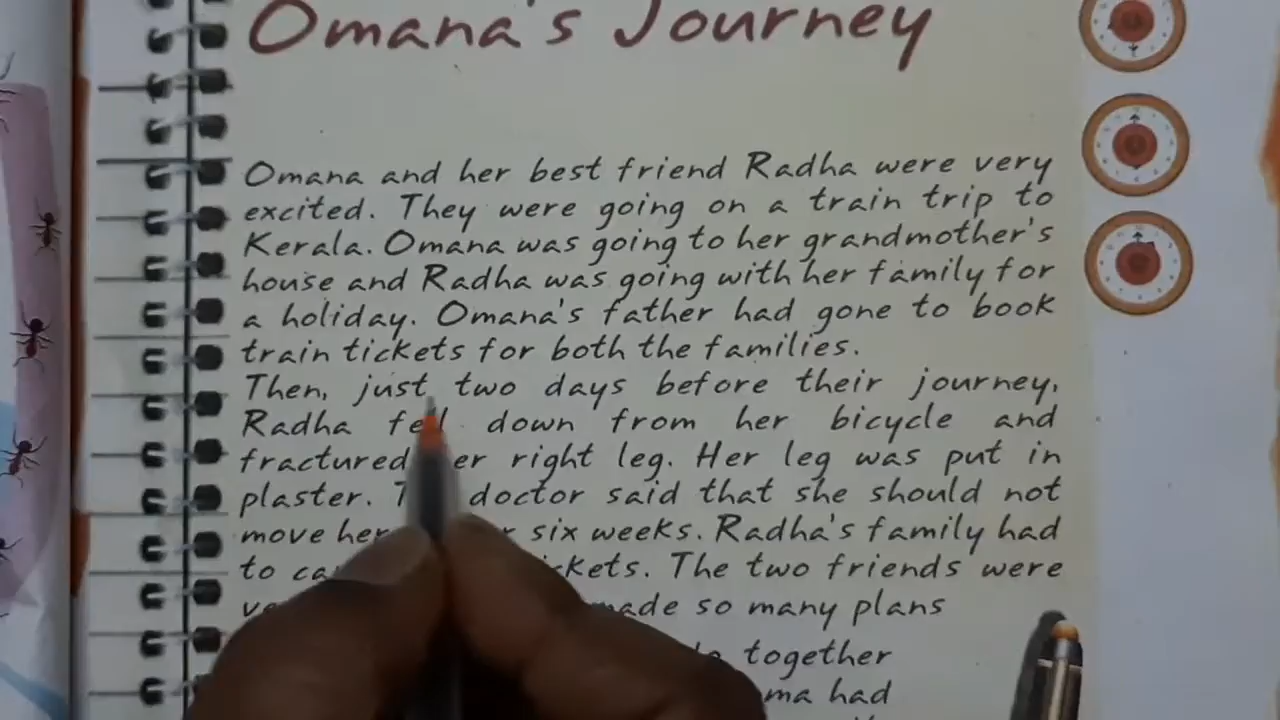 Omana's Journey
Omana and her best friend Radha were very
excited. They were going on a train trip to
Kerala. Omana was going to her grandmother's
house and Radha was going with her family for
a holiday. Omana's father had gone to book
train tickets for both the families.
Then, just two days before their journey,
Radha fell down from her bicycle and
fractured right leg. Her leg was put in
plaster. doctor said that she should not
move six weeks. Radha's family had
to The two friends were
made so many plans
together
had